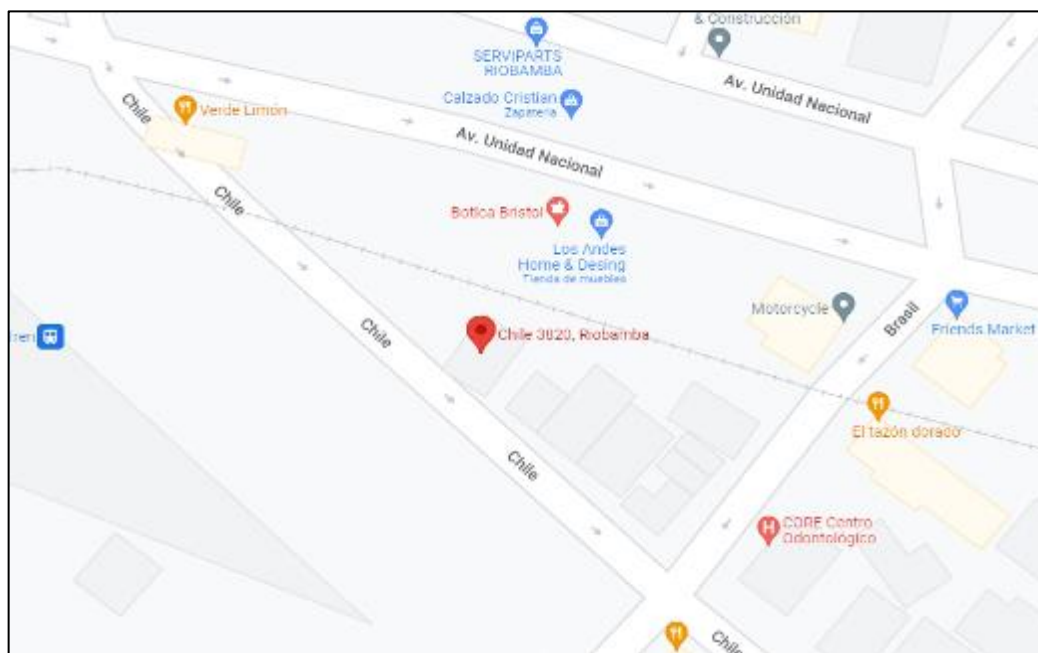 & Construcción
SERVIPARTS
RIOBAMBA
Av. Unidad Nacional
Calzado Cristian
Zapatería
Chile
Verde Limón
Av. Unidad Nacional
Chile
Botica Bristol
Los Andes
Home & Desing
Tienda de muebles
Motorcycle
Brasil
Friends Market
Chile
Chile 3820, Riobamba
El tazón dorado
Chile
H
CORE Centro
Odontológico
Chile